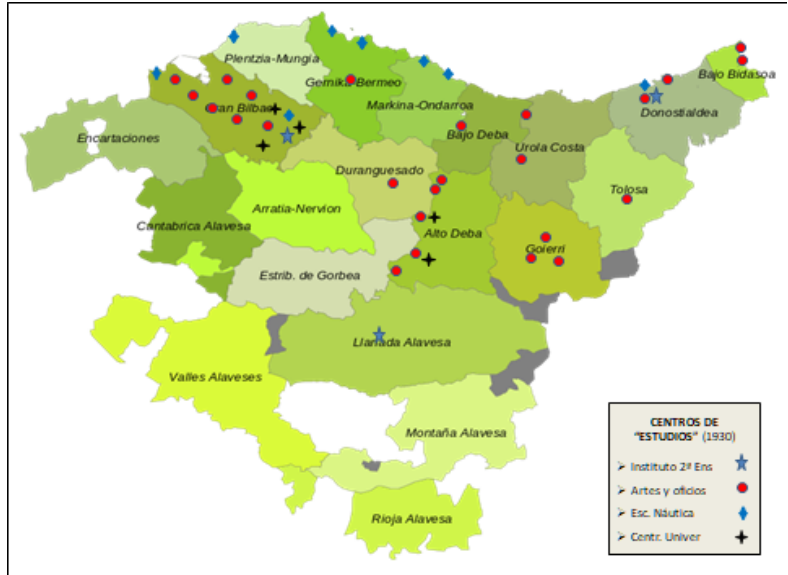 Plentzia-Mungia
Gernika-Bermeo
Bajo Bidasoa
Gran Bilbao
Markina-Ondarroa
Donostialdea
Encartaciones
Bajo Deba
Urola Costa
Duranguesado
Tolosa
Arratia-Nervion
Cantabrica Alavesa
Alto Deba
Goierri
Estrib. de Gorbea
Llanada Alavesa
Valles Alaveses
Montaña Alavesa
Rioja Alavesa
CENTROS DE
"ESTUDIOS" (1930)
➢ Instituto 2ª Ens
➢ Artes y oficios
➢ Esc. Náutica
➢ Centr. Univer